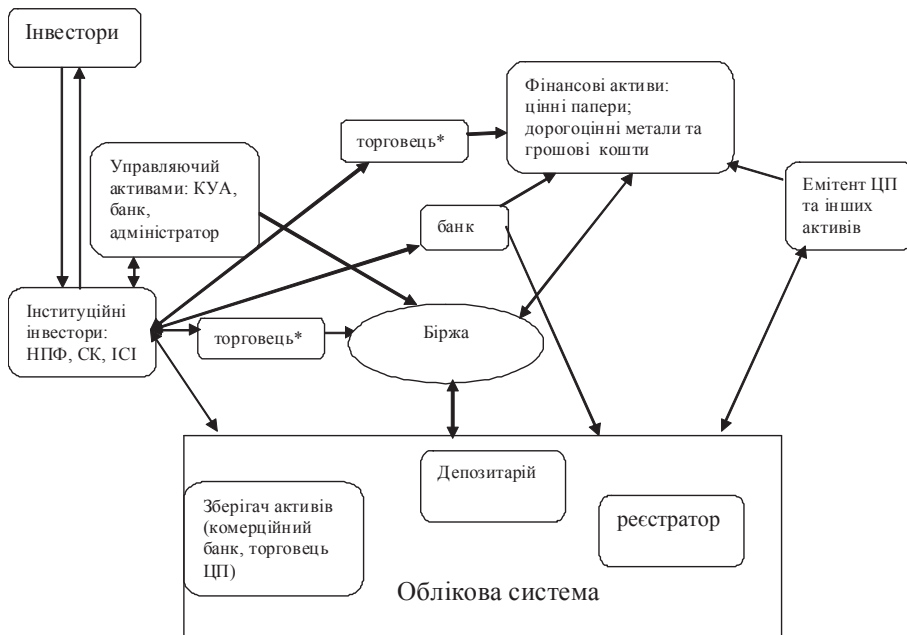 Інвестори
Фінансові активи:
цінні папери;
дорогоцінні метали та
грошові кошти
торговець*
Управляючий
активами: КУА,
банк,
адміністратор
Емітент ЦП
та інших
активів
банк
Інституційні
інвестори:
НПФ, СК, ІСІ
торговець*
Біржа
Депозитарій
Зберігач активів
(комерційний
банк, торговець
ЦП)
реєстратор
Облікова система